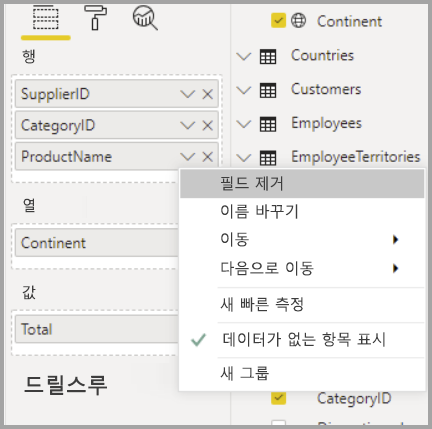 행
SupplierID
CategoryID
ProductName
열
Continent
값
Total
드릴스루
Continent
Countries
Customers
Employees
EmployeeTerritories
필드 제거
이름 바꾸기
이동
다음으로 이동
새 빠른 측정
데이터가 없는 항목 표시
새 그룹
CategoryID